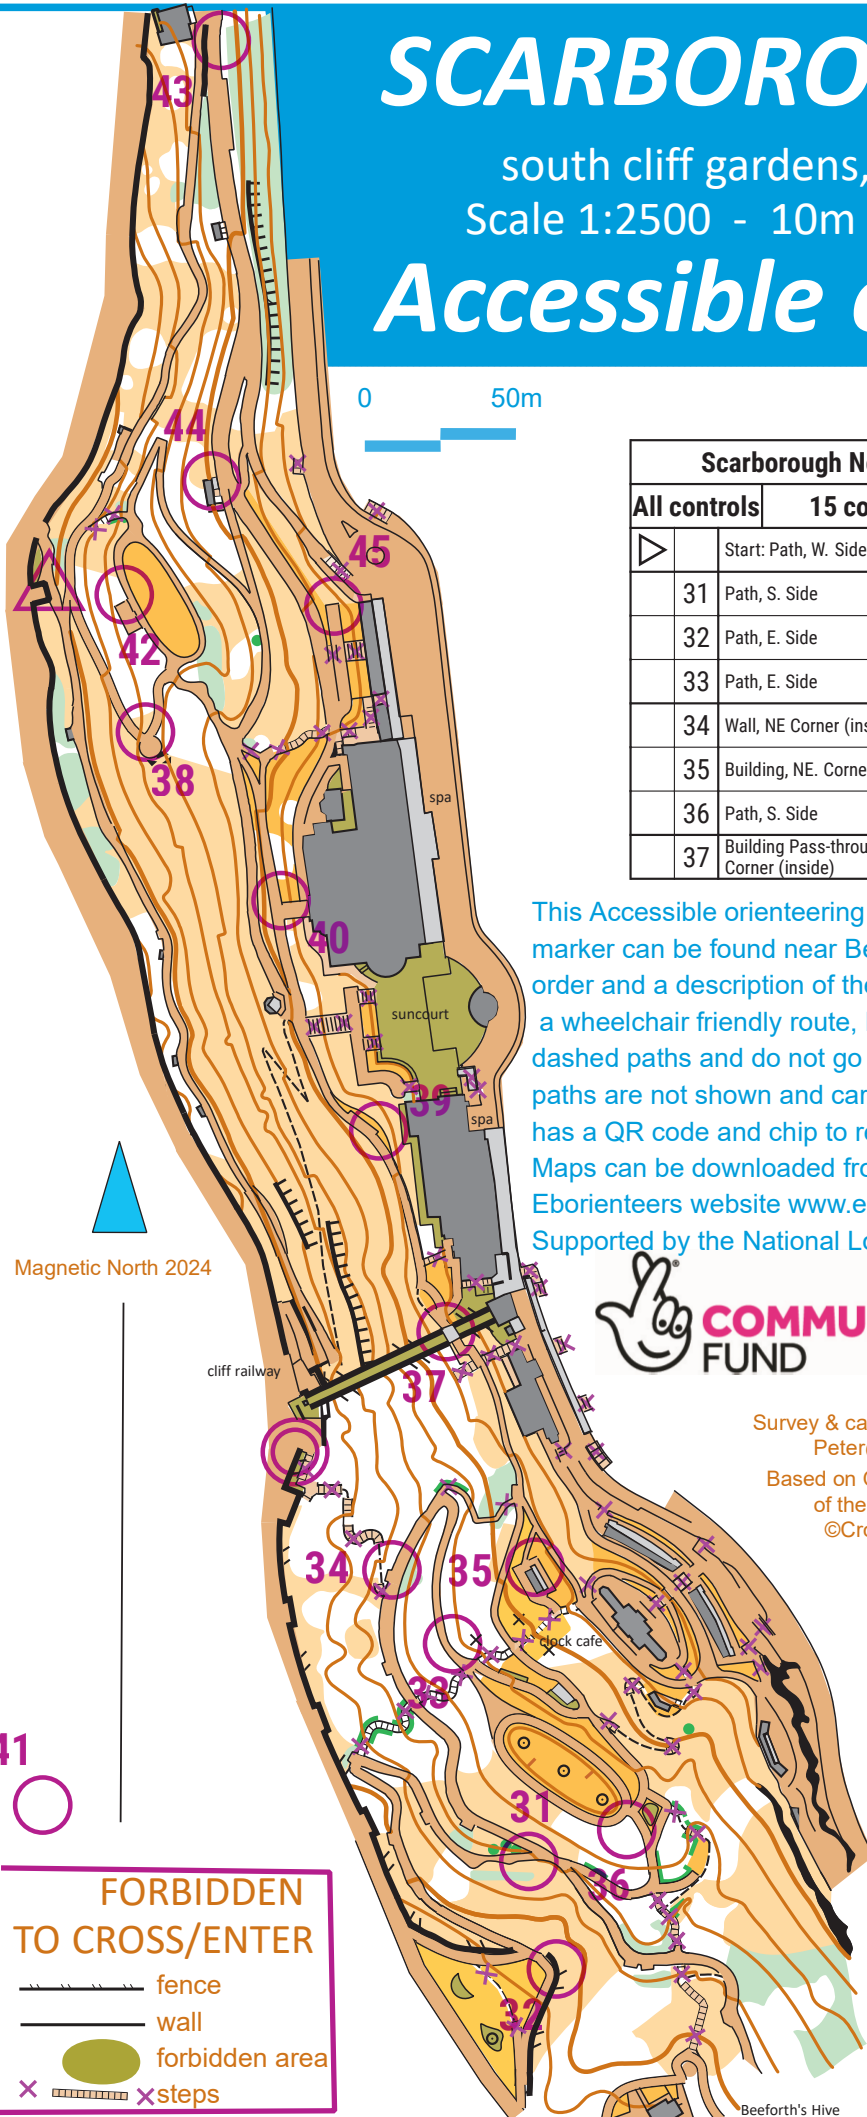 SCARBORO
south cliff gardens,
Scale 1:2500 - 10m
Accessible
0 50m
43
44
45
42
38
40
39
37
34
35
33
31
36
32
41
spa
suncourt
spa
cliff railway
clock cafe
Beeforth's Hive
Magnetic North 2024
Scarborough N
All controls 15 co
Start: Path, W. Side
31 Path, S. Side
32 Path, E. Side
33 Path, E. Side
34 Wall, NE Corner (ins
35 Building, NE. Corne
36 Path, S. Side
37 Building Pass-throu
Corner (inside)
This Accessible orienteering
marker can be found near Be
order and a description of the
a wheelchair friendly route,
dashed paths and do not go
paths are not shown and can
has a QR code and chip to re
Maps can be downloaded fro
Eborienteers website www.e
Supported by the National Lo
COMMU
FUND
Survey & ca
Peter
Based on
of the
©Cro
FORBIDDEN
TO CROSS/ENTER
fence
wall
forbidden area
steps